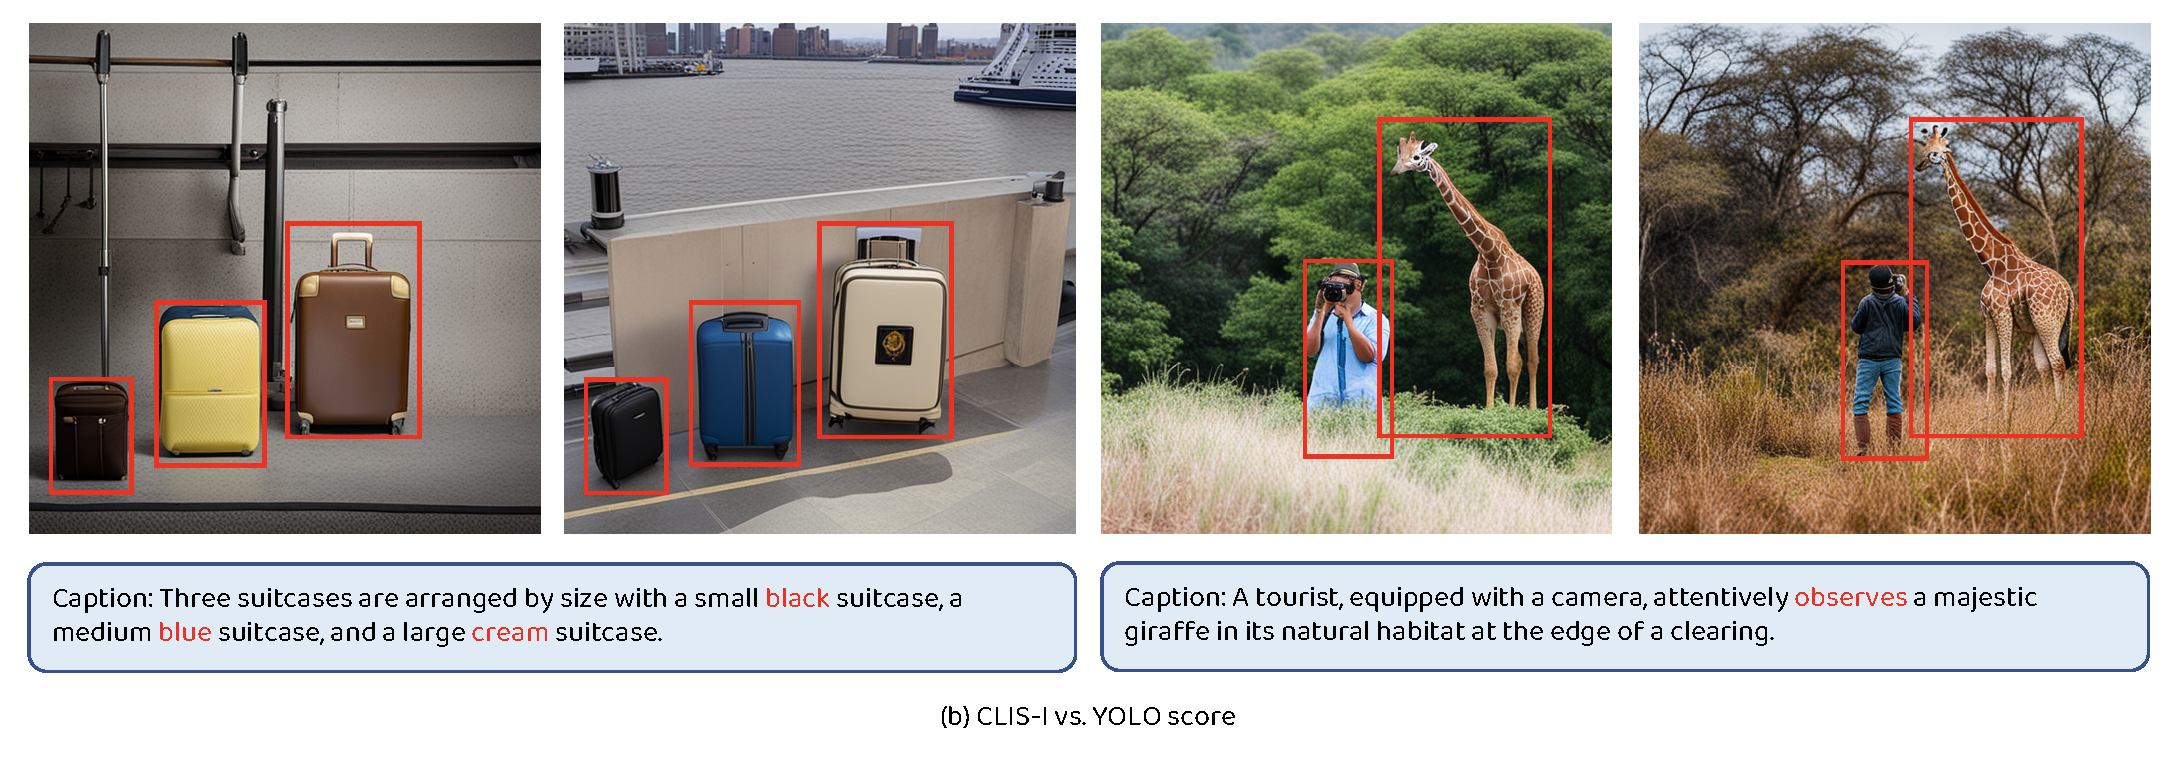 Caption: Three suitcases are arranged by size with a small black suitcase, a
medium blue suitcase, and a large cream suitcase.
Caption: A tourist, equipped with a camera, attentively observes a majestic
giraffe in its natural habitat at the edge of a clearing.
(b) CLIS-I vs. YOLO score